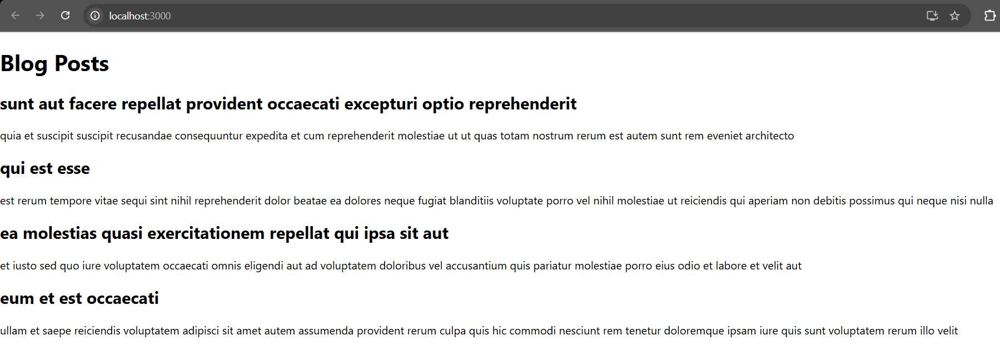 localhost:3000
Blog Posts
sunt aut facere repellat provident occaecati excepturi optio reprehenderit
quia et suscipit suscipit recusandae consequuntur expedita et cum reprehenderit molestiae ut ut quas totam nostrum rerum est autem sunt rem eveniet architecto
qui est esse
est rerum tempore vitae sequi sint nihil reprehenderit dolor beatae ea dolores neque fugiat blanditiis voluptate porro vel nihil molestiae ut reiciendis qui aperiam non debitis possimus qui neque nisi nulla
ea molestias quasi exercitationem repellat qui ipsa sit aut
et iusto sed quo iure voluptatem occaecati omnis eligendi aut ad voluptatem doloribus vel accusantium quis pariatur molestiae porro eius odio et labore et velit aut
eum et est occaecati
ullam et saepe reiciendis voluptatem adipisci sit amet autem assumenda provident rerum culpa quis hic commodi nesciunt rem tenetur doloremque ipsam iure quis sunt voluptatem rerum illo velit